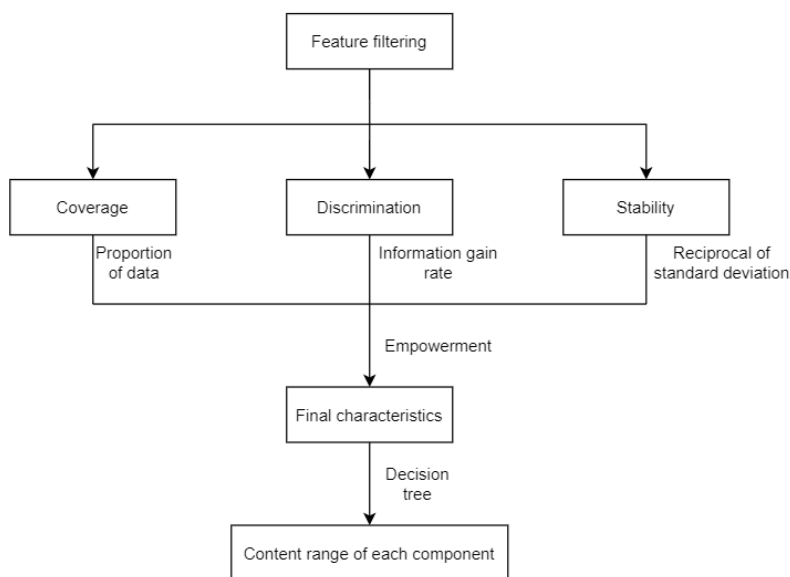 Feature filtering
Coverage
Discrimination
Stability
Proportion
of data
Information gain
rate
Reciprocal of
standard deviation
Empowerment
Final characteristics
Decision
tree
Content range of each component